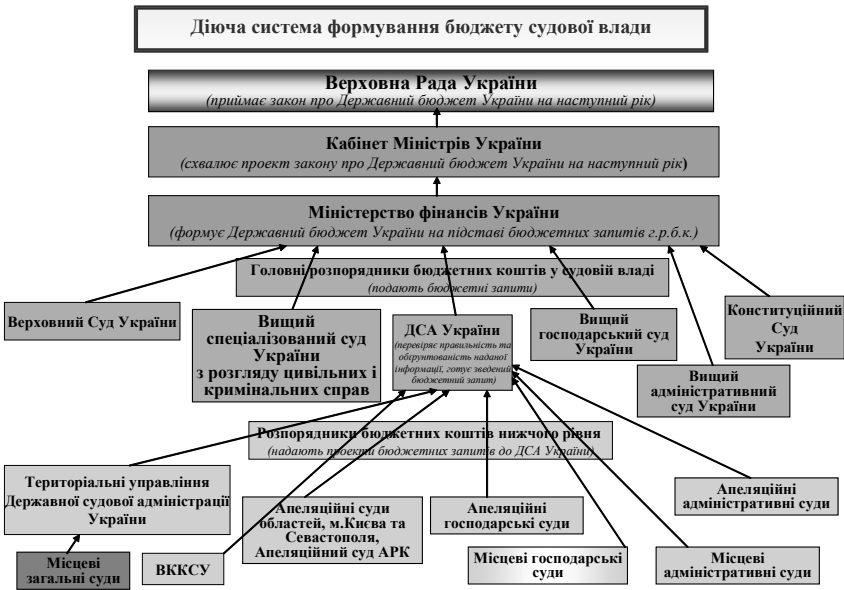 Діюча система формування бюджету судової влади
Верховна Рада України
(приймає закон про Державний бюджет України на наступний рік)
Кабінет Міністрів України
(схвалює проект закону про Державний бюджет України на наступний рік)
Міністерство фінансів України
(формує Державний бюджет України на підставі бюджетних запитів г.р.б.к.)
Головні розпорядники бюджетних коштів у судовій владі
(подають бюджетні запити)
Верховний Суд України
Вищий
спеціалізований суд
України
з розгляду цивільних і
кримінальних справ
ДСА України
(перевіряє правильність та
обґрунтованість наданої
інформації, готує зведений
бюджетний запит)
Вищий
господарський суд
України
Конституційний
Суд
України
Вищий
адміністративний
суд України
Розпорядники бюджетних коштів нижчого рівня
(надають проекти бюджетних запитів до ДСА України)
Територіальні управління
Державної судової адміністрації
України
Місцеві
загальні суди
ВККСУ
Апеляційні суди
областей, м.Києва та
Севастополя,
Апеляційний суд АРК
Апеляційні
господарські суди
Місцеві господарські
суди
Апеляційні
адміністративні суди
Місцеві
адміністративні суди